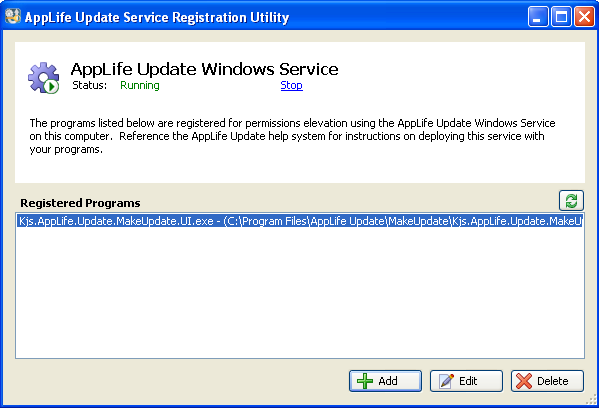 AppLife Update Service Registration Utility
AppLife Update Windows Service
Status: Running Stop
The programs listed below are registered for permissions elevation using the AppLife Update Windows Service
on this computer. Reference the AppLife Update help system for instructions on deploying this service with
your programs.
Registered Programs
Kjs.AppLife.Update.MakeUpdate.UI.exe - (C:\Program Files\AppLife Update\MakeUpdate\Kjs.AppLife.Update.MakeU
Add Edit Delete